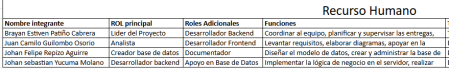 Recurso Humano
Nombre integrante ROL principal Roles Adicionales Funciones
Brayan Estiven Patiño Cabrera Lider del Proyecto Desarrollador Backend Coordinar al equipo, planificar y supervisar las entregas,
Juan Camilo Guilombo Osorio Analista Desarrollador Frontend Levantar requisitos, elaborar diagramas, apoyar en la
Johan Felipe Repizo Aguirre Creador base de datos Documentador Diseñar el modelo de datos, crear y administrar la base de
Johan sebastian Yucuma Molano Desarrollador backend Apoyo en Base de Datos Implementar la lógica de negocio en el servidor, realizar